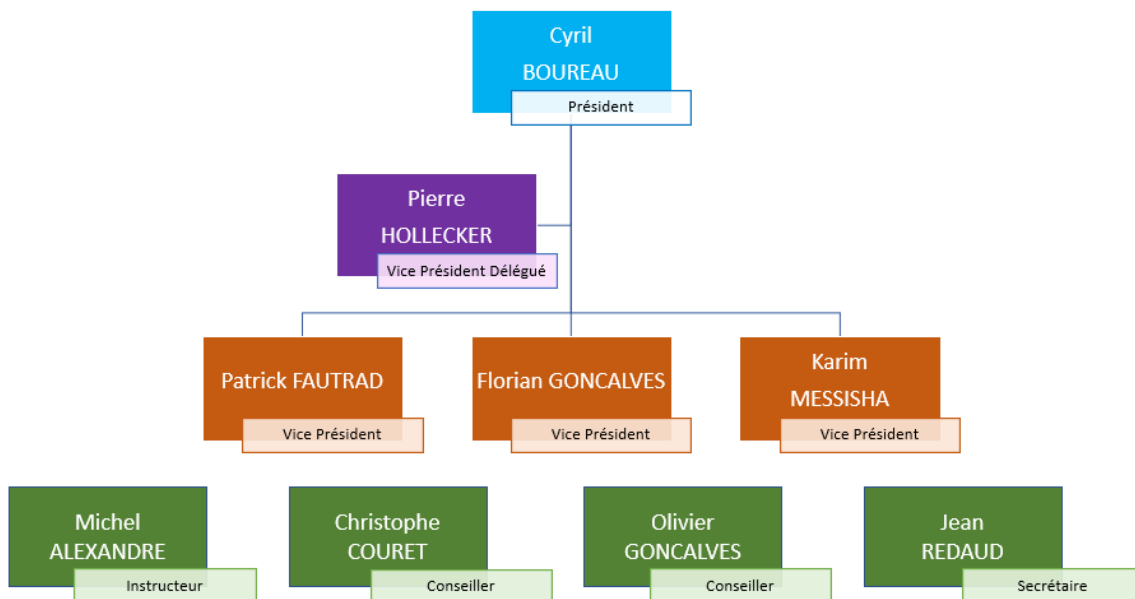 Cyril
BOUREAU
Président
Pierre
HOLLECKER
Vice Président Délégué
Patrick FAUTRAD
Vice Président
Florian GONCALVES
Vice Président
Karim
MESSISHA
Vice Président
Michel
ALEXANDRE
Instructeur
Christophe
COURET
Conseiller
Olivier
GONCALVES
Conseiller
Jean
REDAUD
Secrétaire